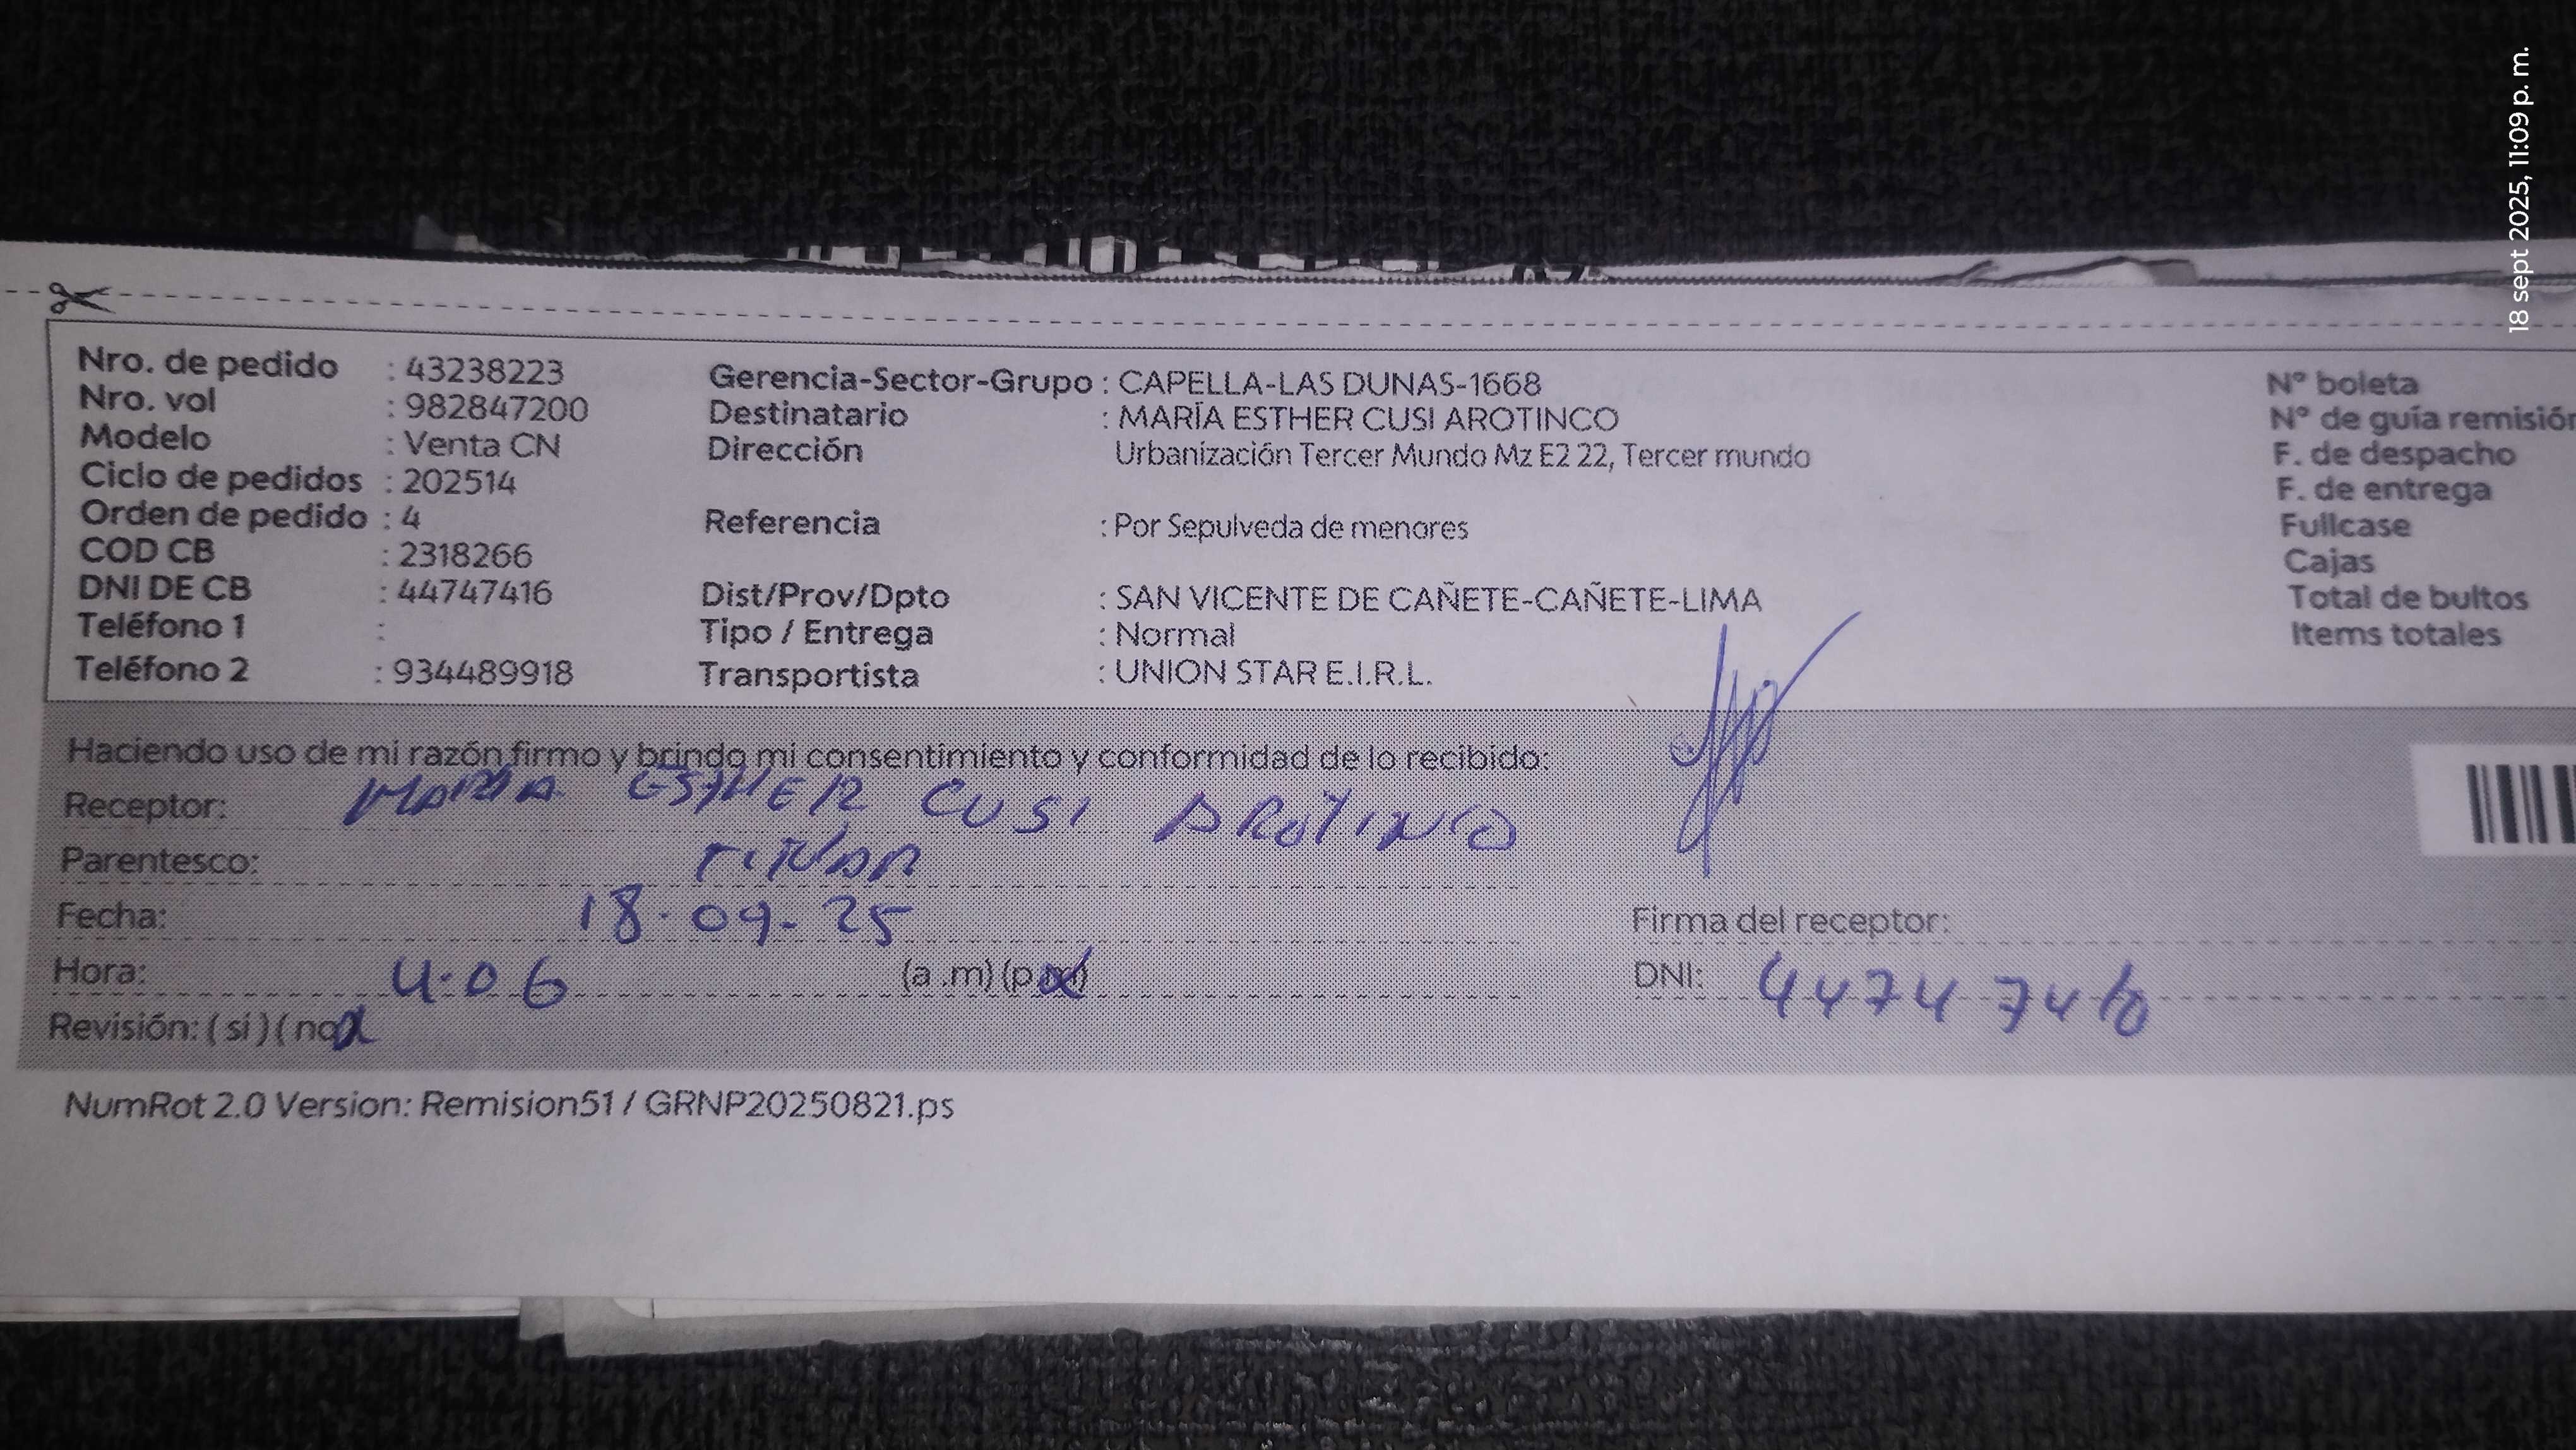 18 sept 2025, 11:09 p. m.
Nro. de pedido : 43238223
Nro. vol : 982847200
Modelo : Venta CN
Ciclo de pedidos : 202514
Orden de pedido : 4
COD CB : 2318266
DNI DE CB : 44747416
Teléfono 1 :
Teléfono 2 : 934489918
Gerencia-Sector-Grupo : CAPELLA-LAS DUNAS-1668
Destinatario : MARÍA ESTHER CUSI AROTINCO
Dirección Urbanización Tercer Mundo Mz E2 22, Tercer mundo
Referencia : Por Sepulveda de menores
Dist/Prov/Dpto : SAN VICENTE DE CAÑETE-CAÑETE-LIMA
Tipo / Entrega : Normal
Transportista : UNION STAR E.I.R.L.
N° boleta
N° de guía remisión
F. de despacho
F. de entrega
Fullcase
Cajas
Total de bultos
Items totales
Haciendo uso de mi razón firmo y brindo mi consentimiento y conformidad de lo recibido:
Receptor: MARIA ESTHER CUSI AROTINCO
Parentesco: TITULAR
Fecha: 18-09-25
Hora: 4:06 (a .m) (p.m)
Revisión: ( si ) ( no )
Firma del receptor:
DNI: 44747416
NumRot 2.0 Version: Remision51 / GRNP20250821.ps